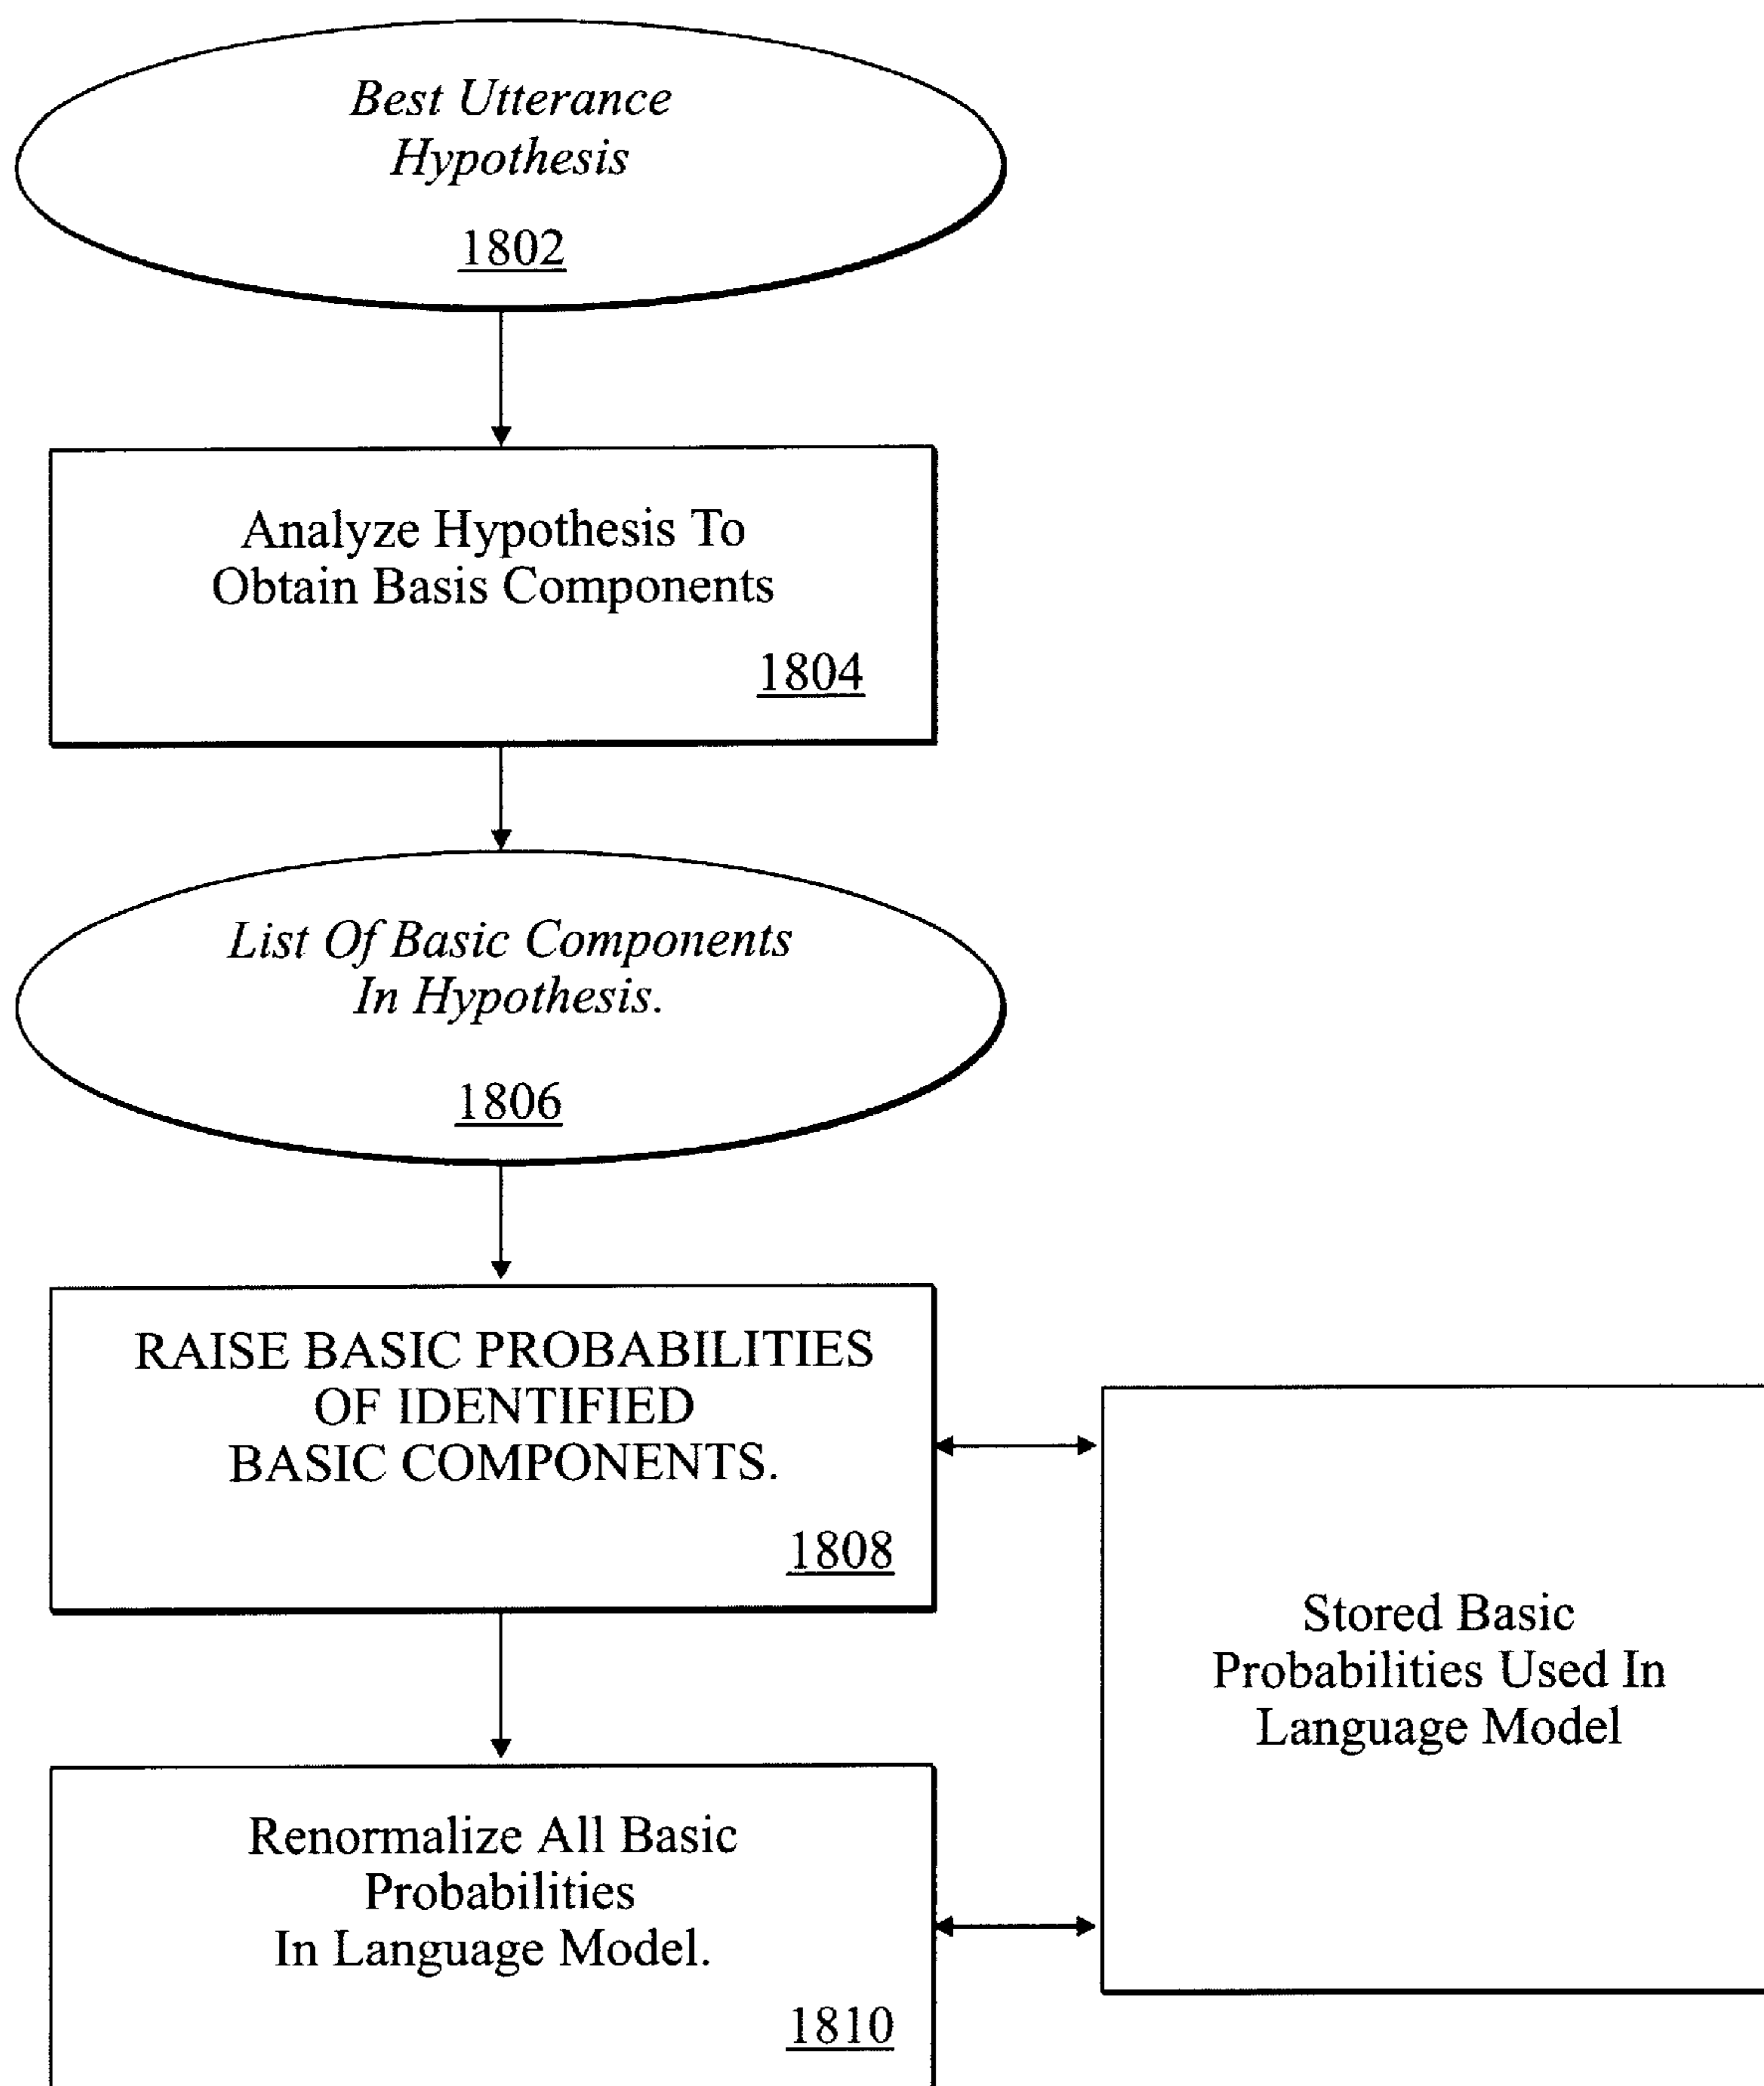 Best Utterance
Hypothesis
1802
Analyze Hypothesis To
Obtain Basis Components
1804
List Of Basic Components
In Hypothesis.
1806
RAISE BASIC PROBABILITIES
OF IDENTIFIED
BASIC COMPONENTS.
1808
Stored Basic
Probabilities Used In
Language Model
Renormalize All Basic
Probabilities
In Language Model.
1810